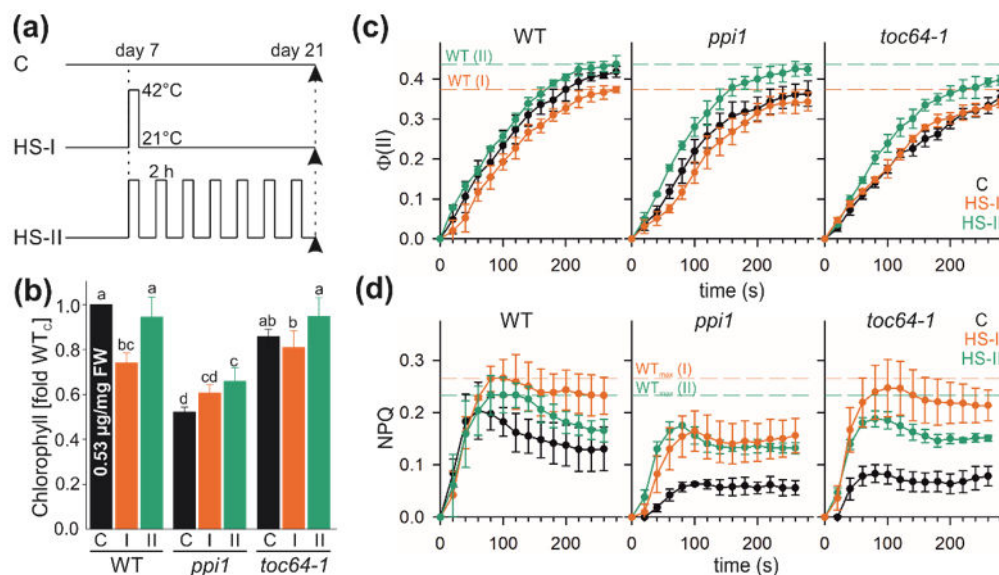 (a)
day 7
day 21
C
42°C
HS-I
21°C
2 h
HS-II
(b)
Chlorophyll [fold WTC]
1.0
0.8
0.6
0.4
0.2
0.0
a
bc
a
d
cd
c
ab
b
a
0.53 µg/mg FW
C I II C I II C I II
WT ppi1 toc64-1
(c)
WT ppi1 toc64-1
Φ(II)
0.4
0.3
0.2
0.1
0.0
WT (II)
WT (I)
C
HS-I
HS-I
0 100 200 0 100 200 0 100 200
time (s) time (s)
(d)
WT ppi1 toc64-1
NPQ
0.3
0.2
0.1
0.0
WTmax (I)
WTmax (II)
C
HS-I
HS-II
0 100 200 0 100 200 0 100 200
time (s) time (s)